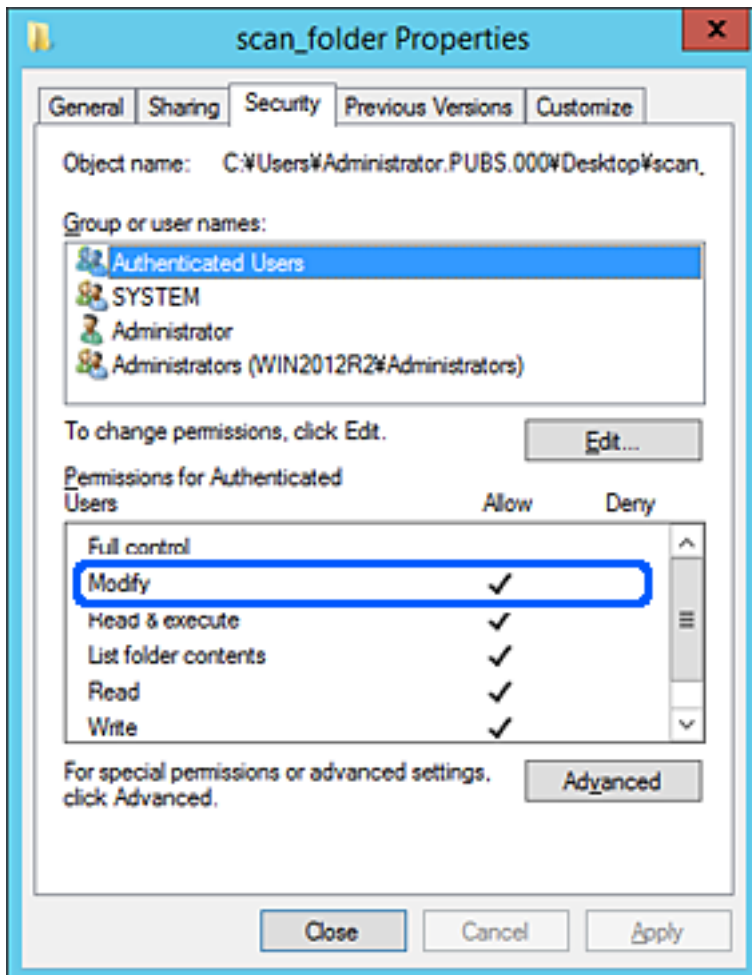 scan_folder Properties
x
General Sharing Security Previous Versions Customize
Object name: C:¥Users¥Administrator.PUBS.000¥Desktop¥scan_
Group or user names:
Authenticated Users
SYSTEM
Administrator
Administrators (WIN2012R2¥Administrators)
To change permissions, click Edit.
Edit...
Permissions for Authenticated
Users Allow Deny
Full control
Modify
Read & execute
List folder contents
Read
Write
For special permissions or advanced settings,
click Advanced.
Advanced
Close Cancel Apply